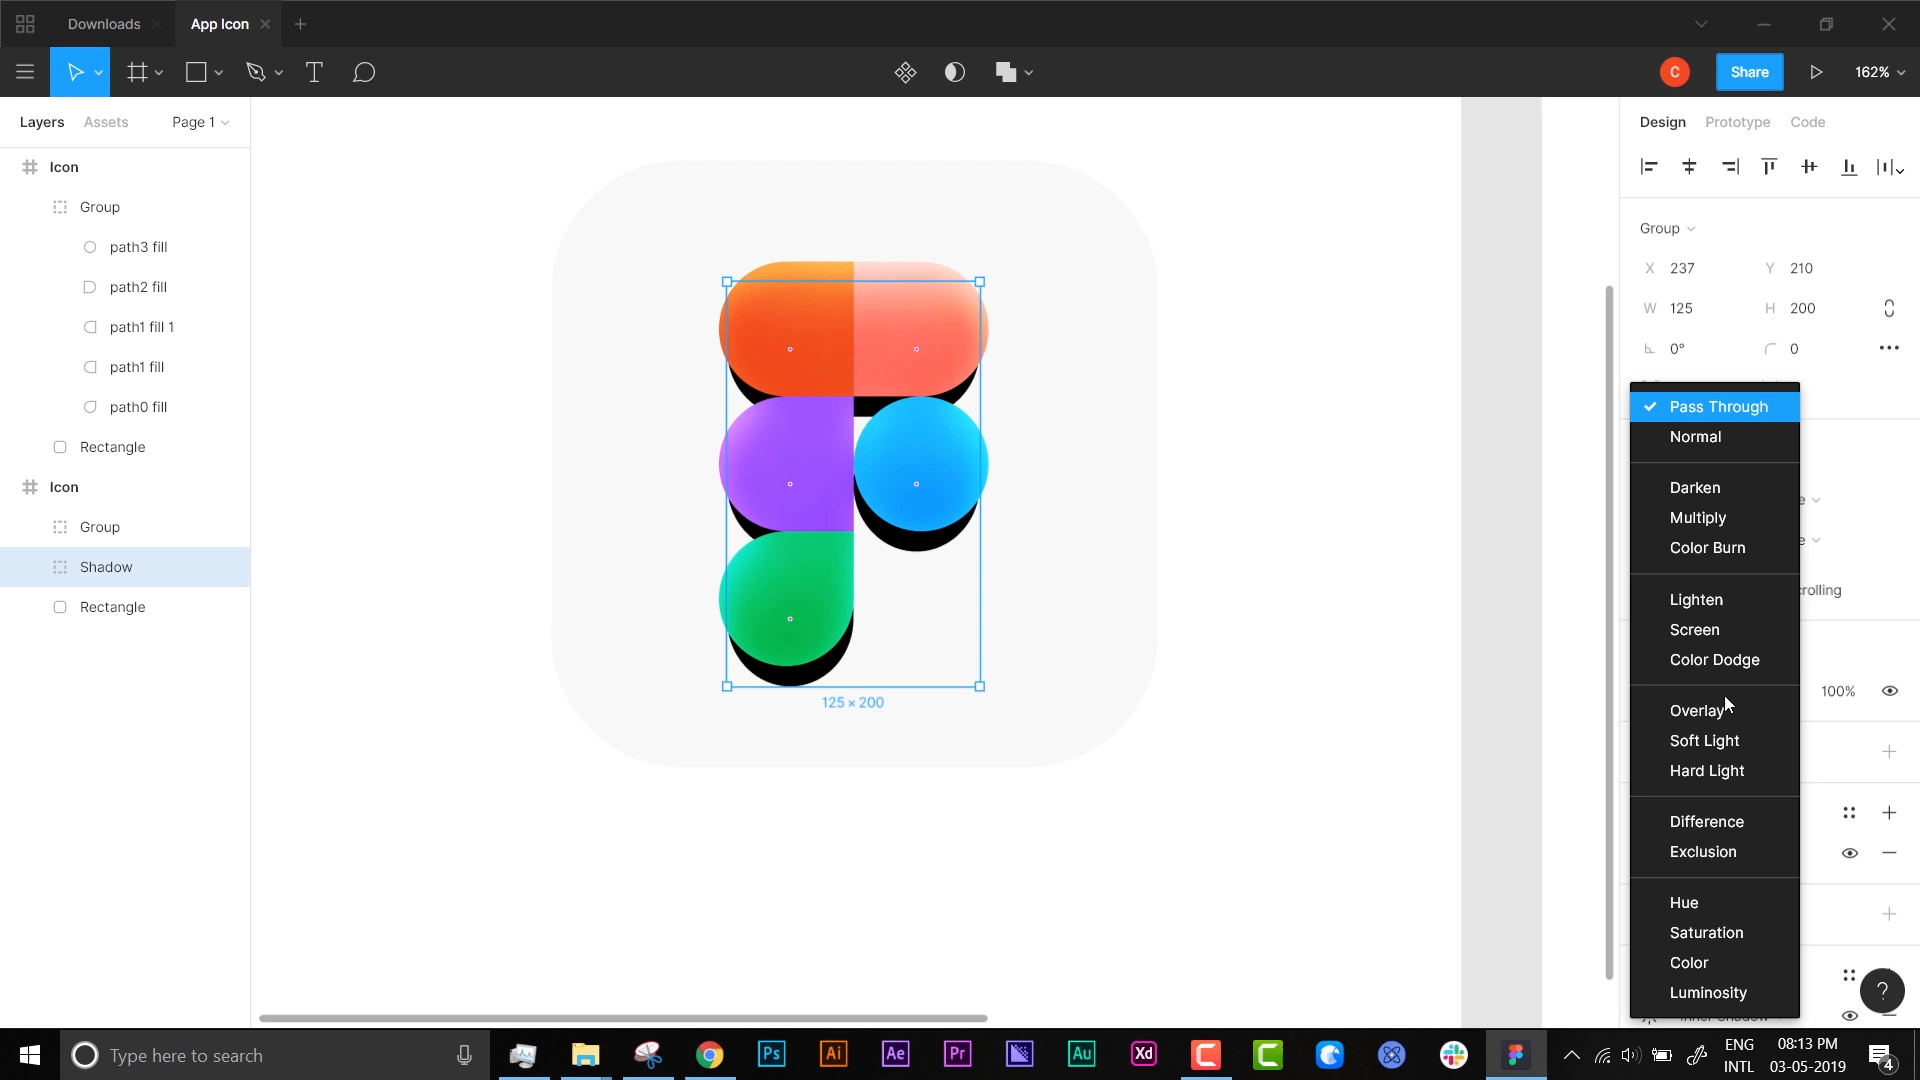 Downloads
App Icon
C
Share
162%
Layers
Assets
Page 1
Design
Prototype
Code
Icon
Group
path3 fill
path2 fill
path1 fill 1
path1 fill
path0 fill
Rectangle
Icon
Group
Shadow
Rectangle
125 × 200
Group
X 237
Y 210
W 125
H 200
0°
0
Pass Through
Normal
Darken
Multiply
Color Burn
Lighten
Screen
Color Dodge
Overlay
Soft Light
Hard Light
Difference
Exclusion
Hue
Saturation
Color
Luminosity
100%
?
Type here to search
Ps
Ai
Ae
Pr
Au
Xd
ENG
INTL
08:13 PM
03-05-2019
4